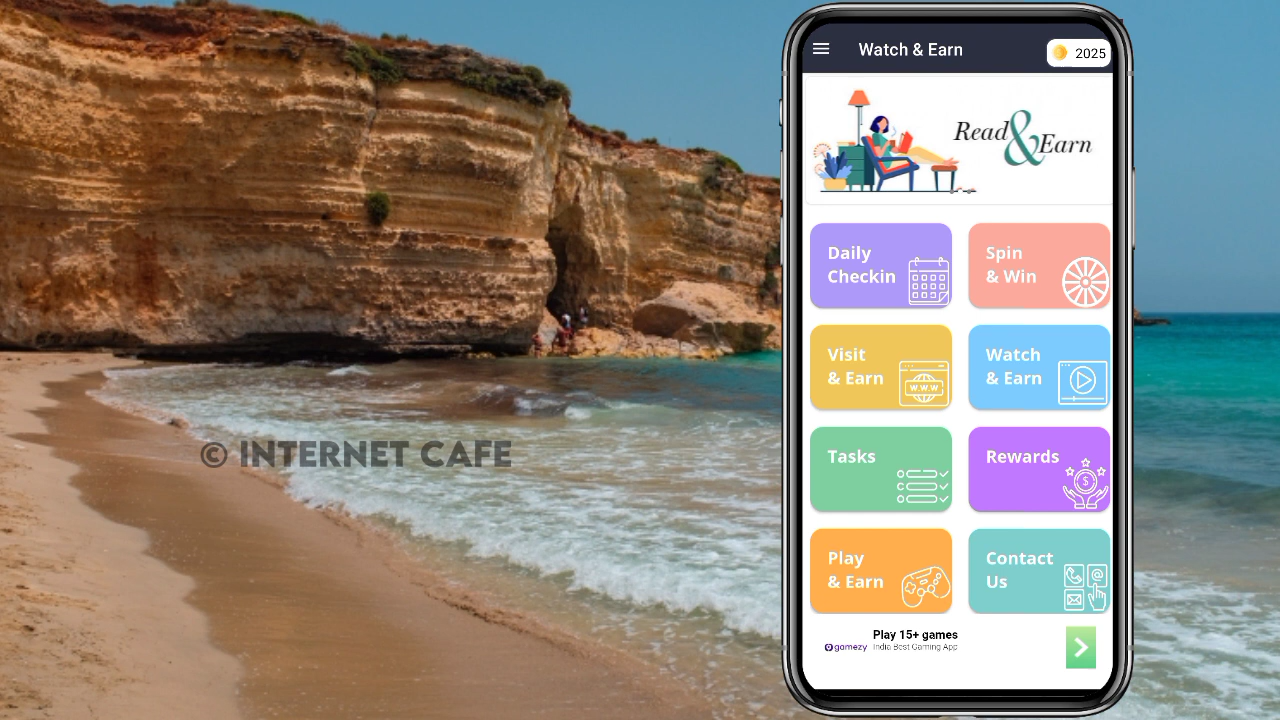 Watch & Earn
2025
Read & Earn
Daily
Checkin
Spin
& Win
Visit
& Earn
www
Watch
& Earn
Tasks
Rewards
$
Play
& Earn
Contact
Us
@
Play 15+ games
gamezy India Best Gaming App
© INTERNET CAFE